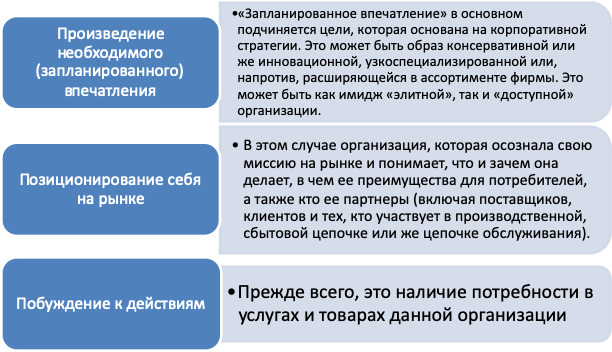 Произведение
необходимого
(запланированного)
впечатления
•«Запланированное впечатление» в основном
подчиняется цели, которая основана на корпоративной
стратегии. Это может быть образ консервативной или
же инновационной, узкоспециализированной или,
напротив, расширяющейся в ассортименте фирмы. Это
может быть как имидж «элитной», так и «доступной»
организации.
Позиционирование себя
на рынке
• В этом случае организация, которая осознала свою
миссию на рынке и понимает, что и зачем она
делает, в чем ее преимущества для потребителей,
а также кто ее партнеры (включая поставщиков,
клиентов и тех, кто участвует в производственной,
сбытовой цепочке или же цепочке обслуживания).
Побуждение к действиям
•Прежде всего, это наличие потребности в
услугах и товарах данной организации